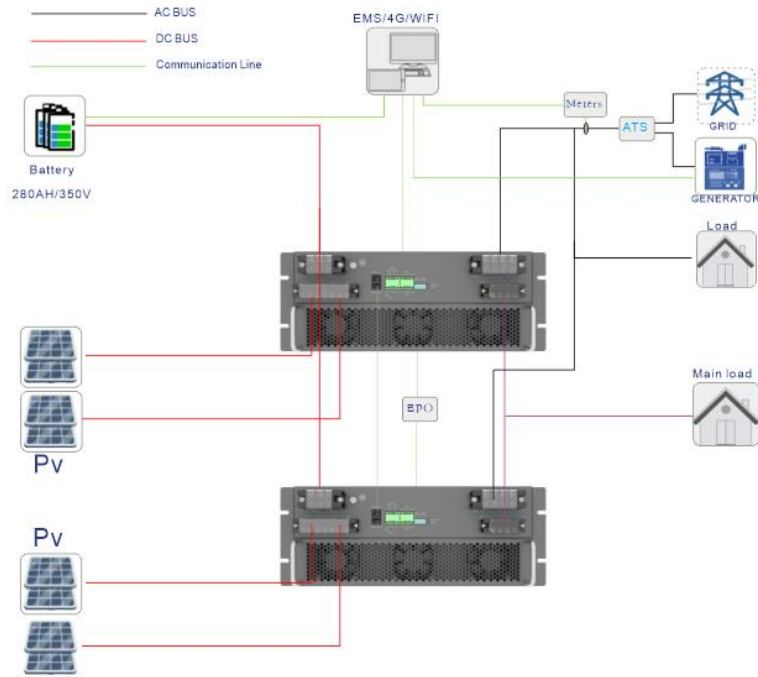 AC BUS
DC BUS
Communication Line
EMS/4G/WIFI
Meters
ATS
GRID
Battery
280AH/350V
GENERATOR
Load
Main load
EPO
Pv
Pv